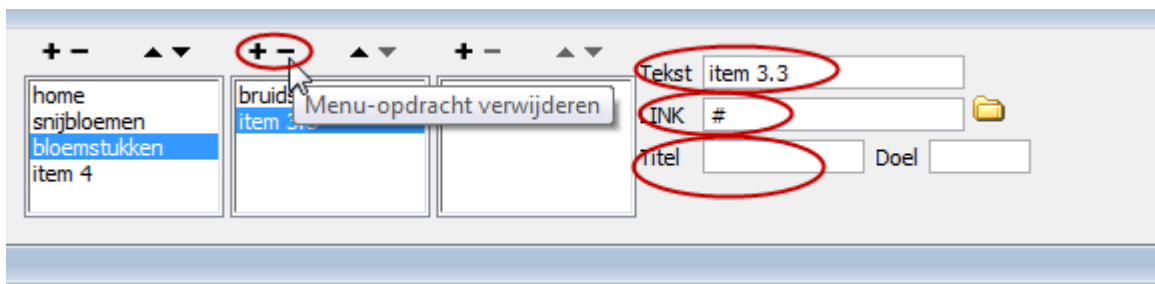 home
snijbloemen
bloemstukken
item 4
Menu-opdracht verwijderen
Tekst item 3.3
LINK #
Titel Doel